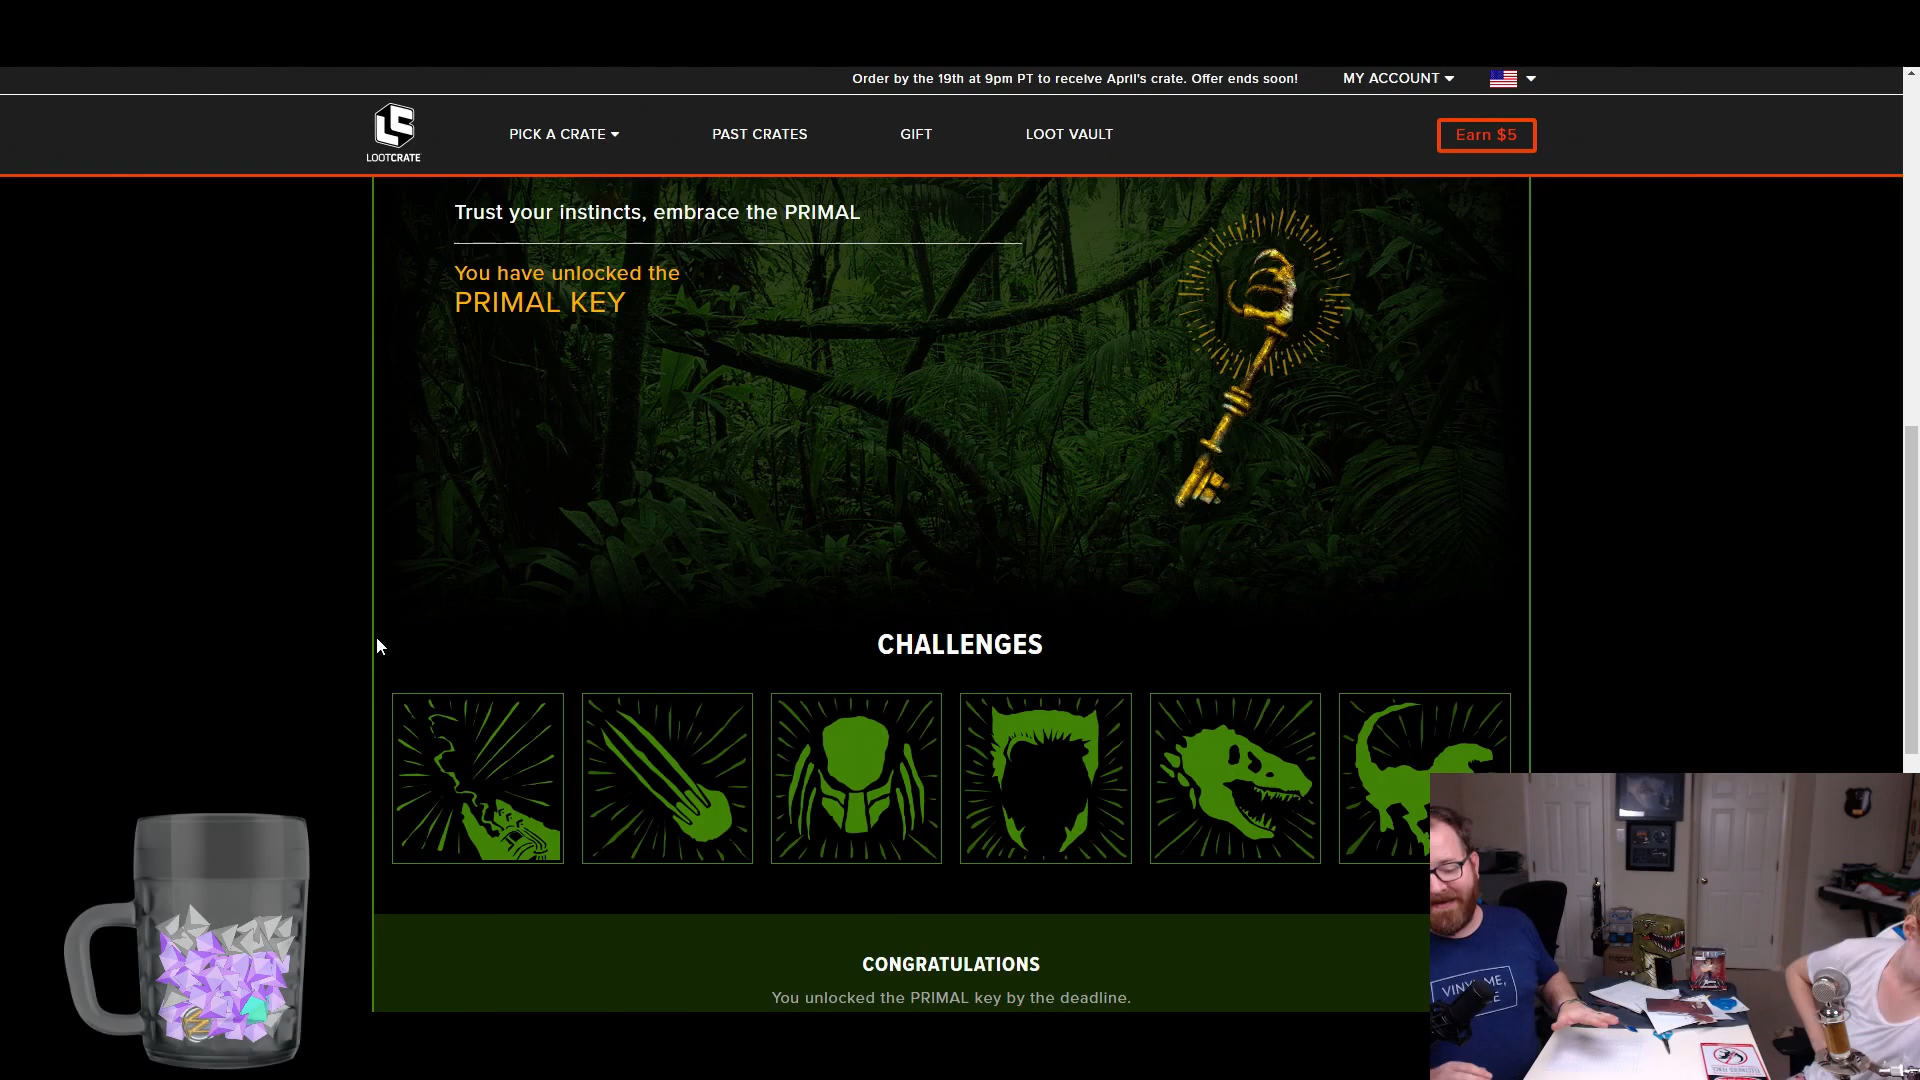 Order by the 19th at 9pm PT to receive April's crate. Offer ends soon!
MY ACCOUNT
LOOTCRATE
PICK A CRATE
PAST CRATES
GIFT
LOOT VAULT
Earn $5
Trust your instincts, embrace the PRIMAL
You have unlocked the
PRIMAL KEY
CHALLENGES
CONGRATULATIONS
You unlocked the PRIMAL key by the deadline.
VINYL ME,